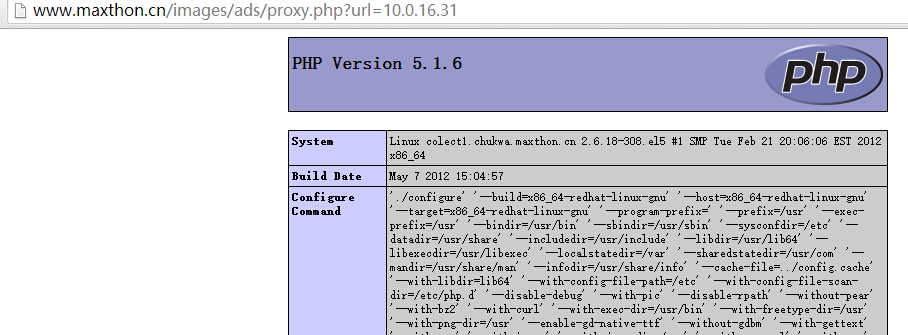 www.maxthon.cn/images/ads/proxy.php?url=10.0.16.31
PHP Version 5.1.6
php
System
Linux colect1.chukwa.maxthon.cn 2.6.18-308.el5 #1 SMP Tue Feb 21 20:06:06 EST 2012
x86_64
Build Date
May 7 2012 15:04:57
Configure
Command
'./configure' '--build=x86_64-redhat-linux-gnu' '--host=x86_64-redhat-linux-gnu'
'--target=x86_64-redhat-linux-gnu' '--program-prefix=' '--prefix=/usr' '--exec-
prefix=/usr' '--bindir=/usr/bin' '--sbindir=/usr/sbin' '--sysconfdir=/etc' '--
datadir=/usr/share' '--includedir=/usr/include' '--libdir=/usr/lib64' '--
libexecdir=/usr/libexec' '--localstatedir=/var' '--sharedstatedir=/usr/com' '--
mandir=/usr/share/man' '--infodir=/usr/share/info' '--cache-file=../config.cache'
'--with-libdir=lib64' '--with-config-file-path=/etc' '--with-config-file-scan-
dir=/etc/php.d' '--disable-debug' '--with-pic' '--disable-rpath' '--without-pear'
'--with-bz2' '--with-curl' '--with-exec-dir=/usr/bin' '--with-freetype-dir=/usr'
'--with-png-dir=/usr' '--enable-gd-native-ttf' '--without-gdbm' '--with-gettext'